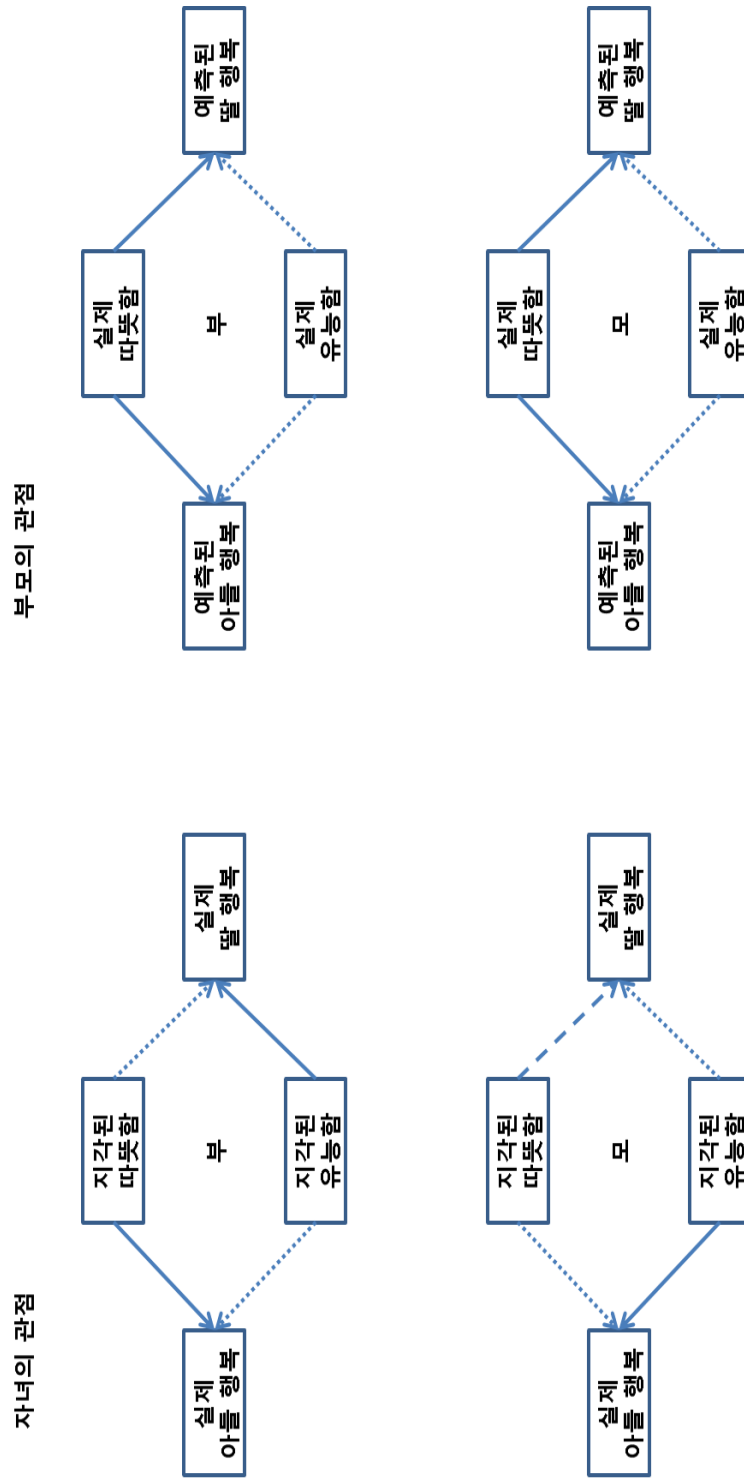 자녀의 관점
부모의 관점
지각된
따뜻함
실제
아들 행복
부
실제
딸 행복
지각된
유능함
실제
따뜻함
예측된
아들 행복
부
예측된
딸 행복
실제
유능함
지각된
따뜻함
실제
아들 행복
모
실제
딸 행복
지각된
유능함
실제
따뜻함
예측된
아들 행복
모
예측된
딸 행복
실제
유능함